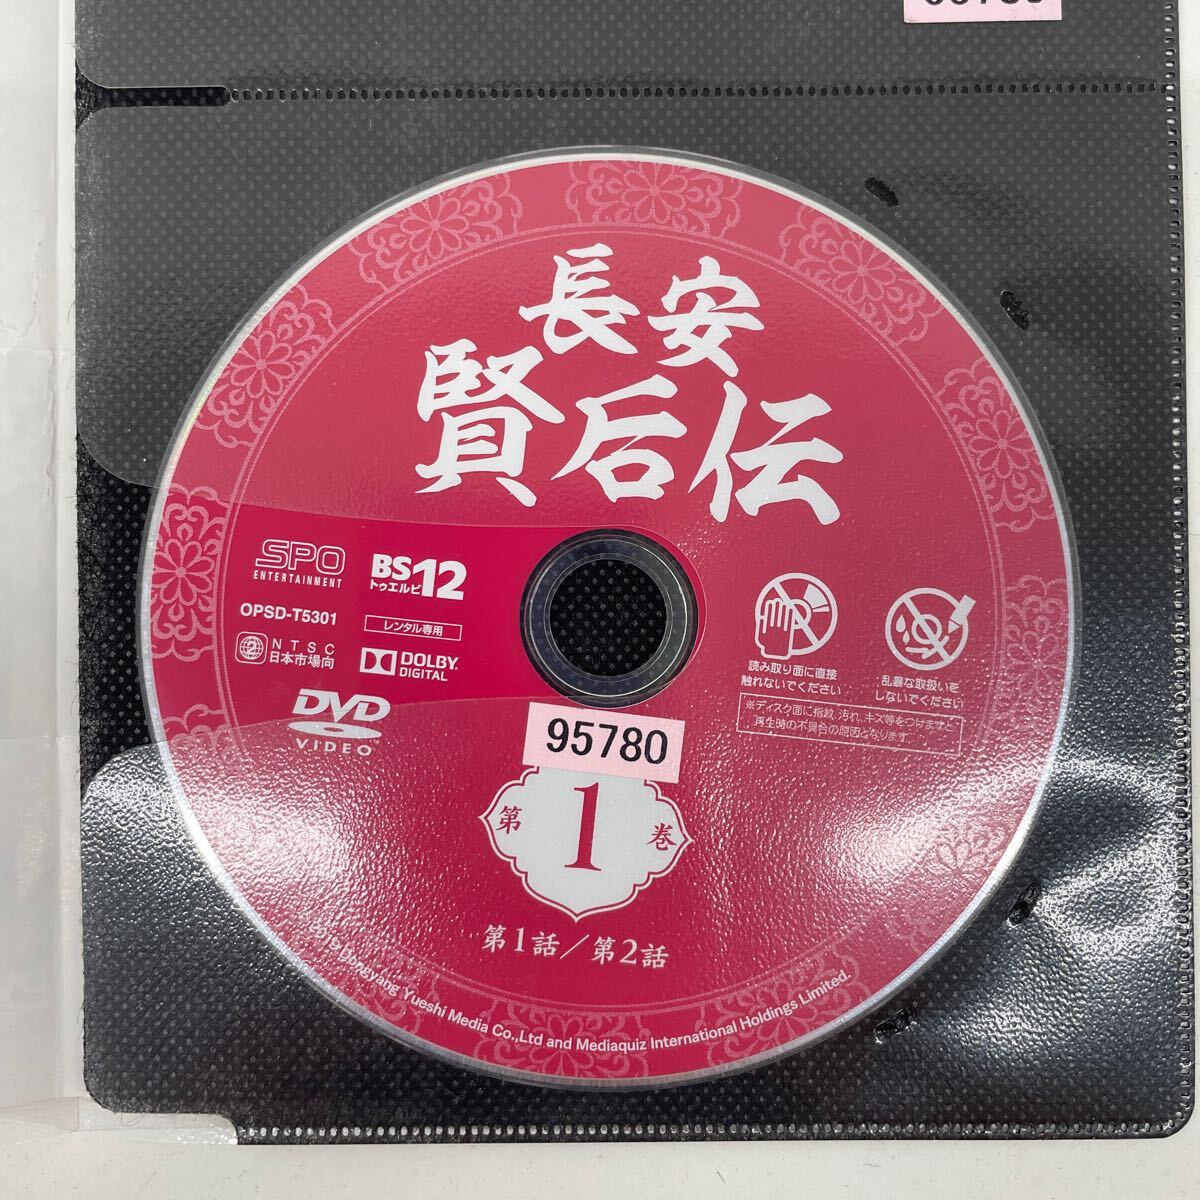 長安
賢后伝
SPO
ENTERTAINMENT
BS12
トゥエルビ
OPSD-T5301
レンタル専用
NTSC
日本市場向
2
DOLBY
DIGITAL
DVD
VIDEO
読み取り面に直接
触れないでください
乱暴な取扱いを
しないでください
※ディスク面に指紋、汚れ、キズ等をつけますと
再生時の不具合の原因となります。
95780
第 1 巻
第1話／第2話
Dongyang Yueshi Media Co.,Ltd and Mediaquiz International Holdings Limited.